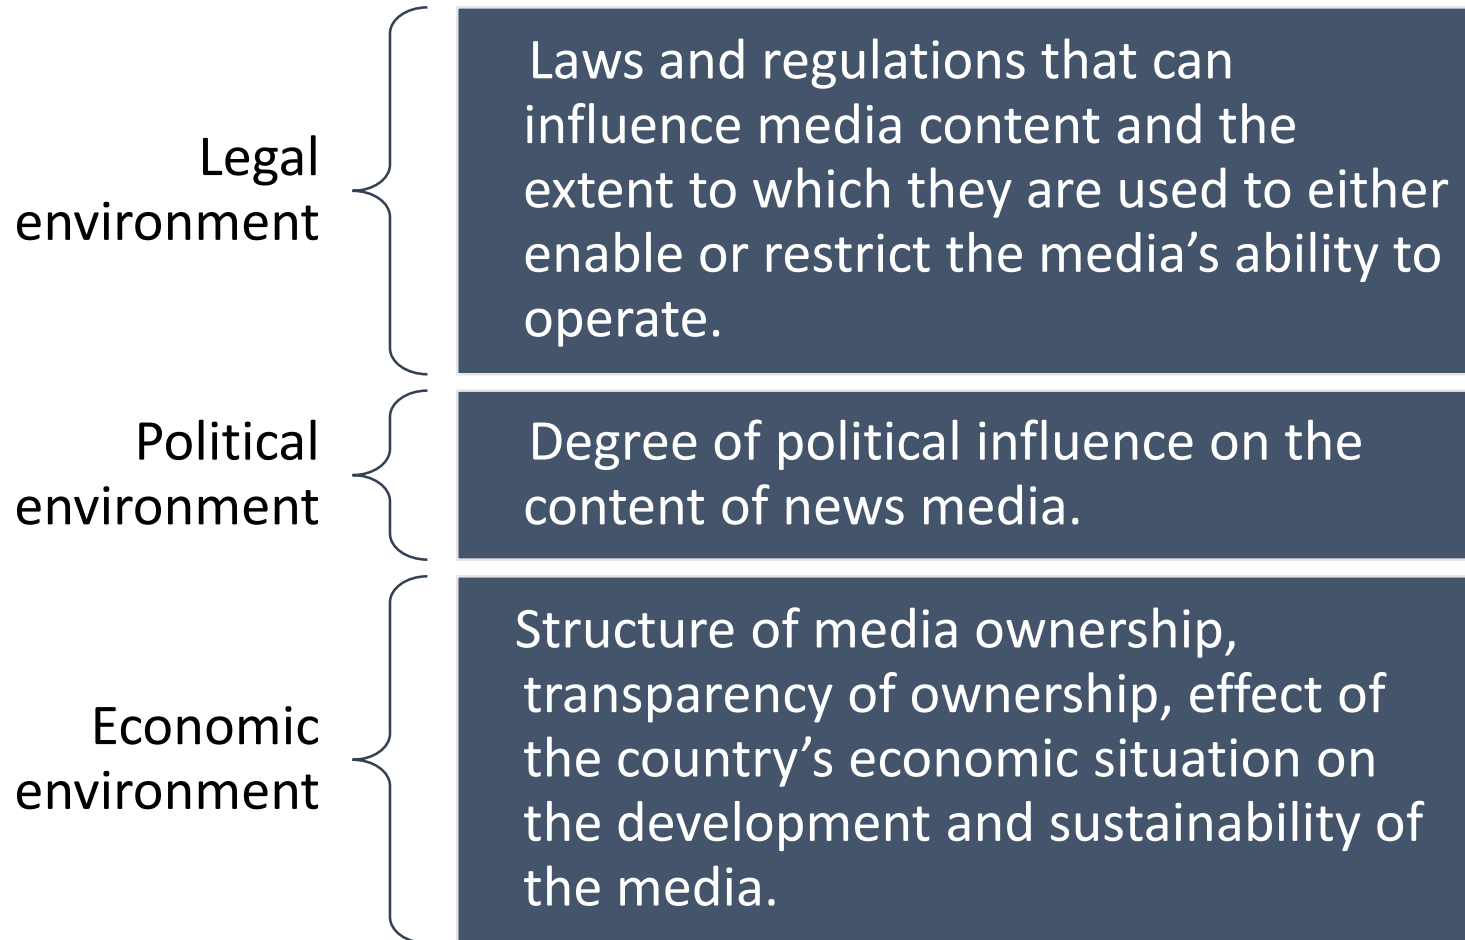 Legal
environment
Laws and regulations that can
influence media content and the
extent to which they are used to either
enable or restrict the media’s ability to
operate.
Political
environment
Degree of political influence on the
content of news media.
Economic
environment
Structure of media ownership,
transparency of ownership, effect of
the country’s economic situation on
the development and sustainability of
the media.